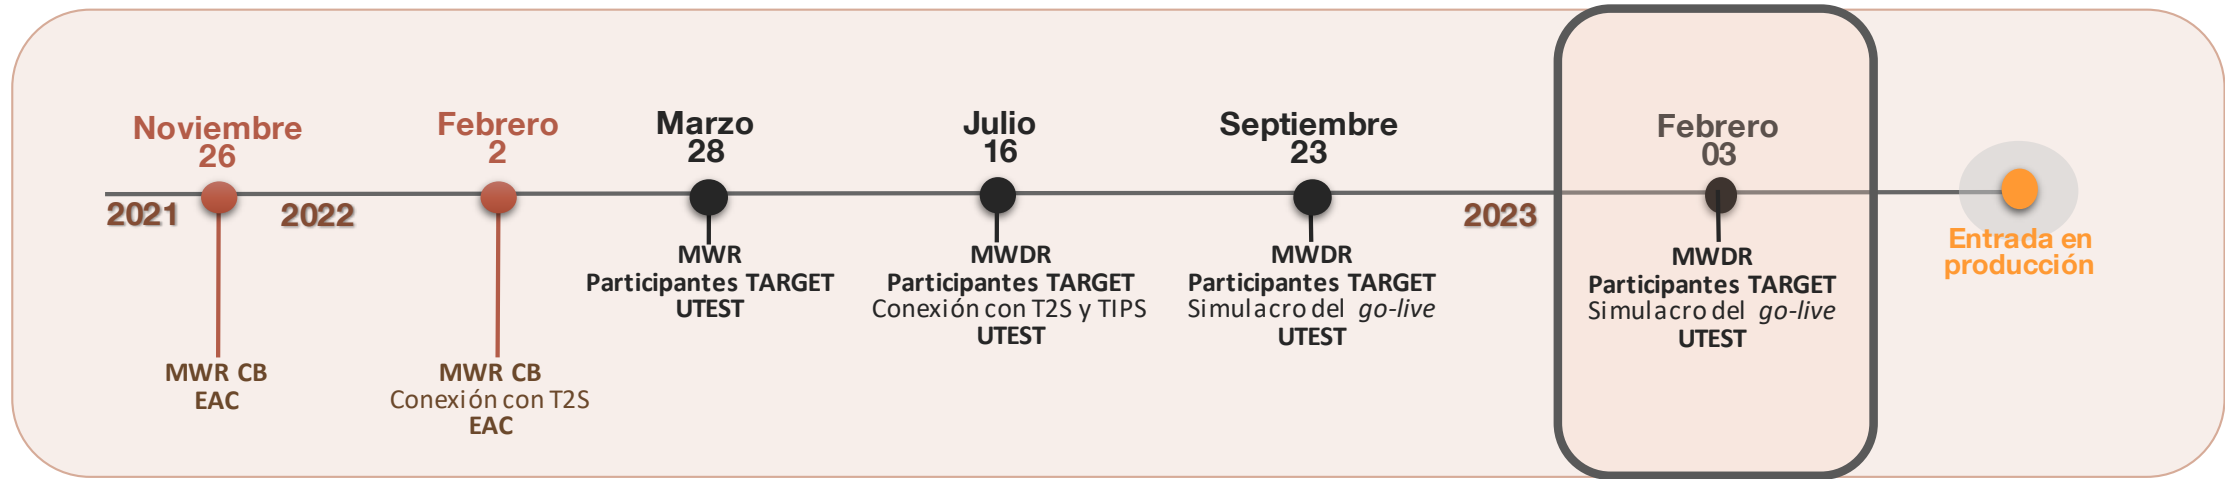 Noviembre
26
Febrero
2
Marzo
28
Julio
16
Septiembre
23
Febrero
03
2021
2022
2023
MWR CB
EAC
MWR CB
Conexión con T2S
EAC
MWR
Participantes TARGET
UTEST
MWDR
Participantes TARGET
Conexión con T2S y TIPS
UTEST
MWDR
Participantes TARGET
Simulacro del go-live
UTEST
MWDR
Participantes TARGET
Simulacro del go-live
UTEST
Entrada en
producción